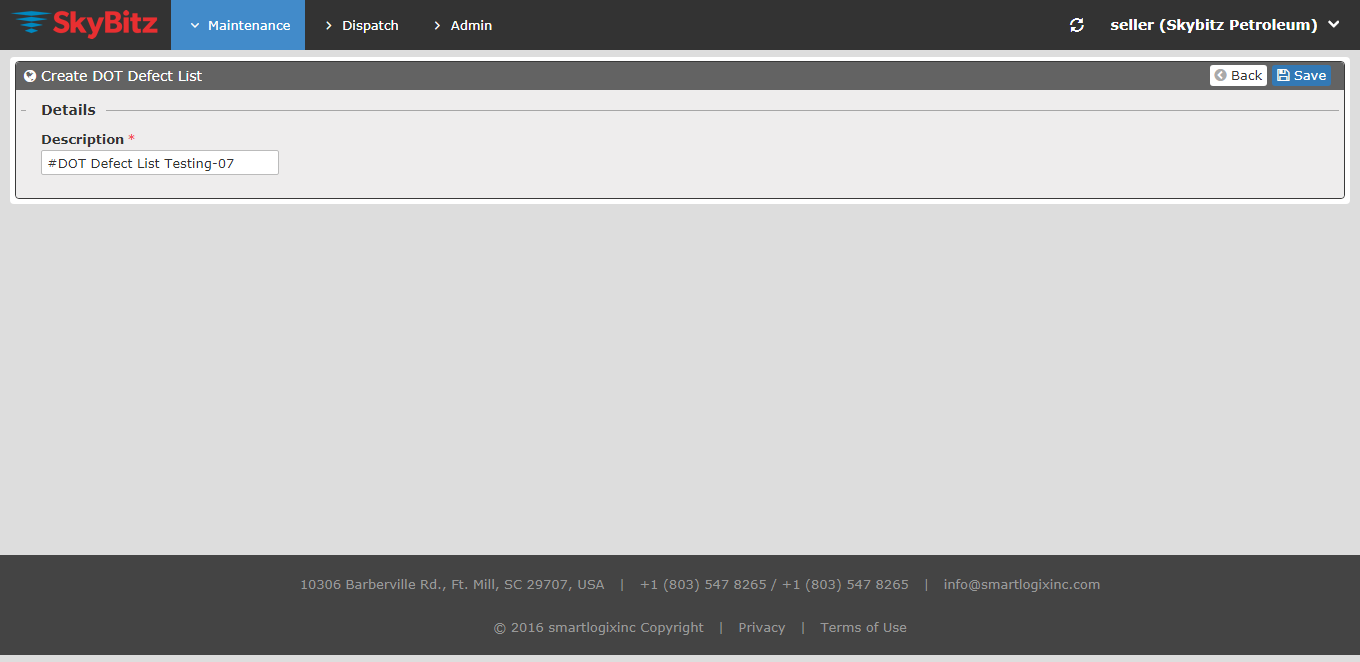 SkyBitz Maintenance Dispatch Admin seller (Skybitz Petroleum)
Create DOT Defect List Back Save
Details
Description *
#DOT Defect List Testing-07
10306 Barberville Rd., Ft. Mill, SC 29707, USA | +1 (803) 547 8265 / +1 (803) 547 8265 | info@smartlogixinc.com
© 2016 smartlogixinc Copyright | Privacy | Terms of Use